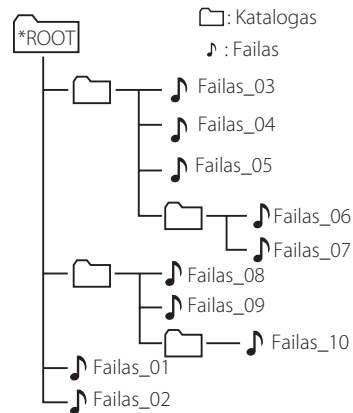 : Katalogas
: Failas
*ROOT
Failas_03
Failas_04
Failas_05
Failas_06
Failas_07
Failas_08
Failas_09
Failas_10
Failas_01
Failas_02